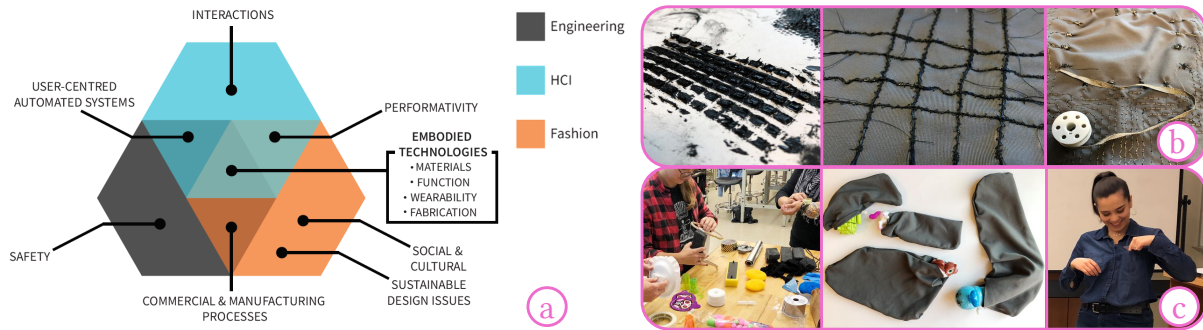 INTERACTIONS
USER-CENTRED
AUTOMATED SYSTEMS
PERFORMATIVITY
EMBODIED
TECHNOLOGIES
• MATERIALS
• FUNCTION
• WEARABILITY
• FABRICATION
SAFETY
SOCIAL &
CULTURAL
SUSTAINABLE
DESIGN ISSUES
COMMERCIAL & MANUFACTURING
PROCESSES
Engineering
HCI
Fashion
a
b
c